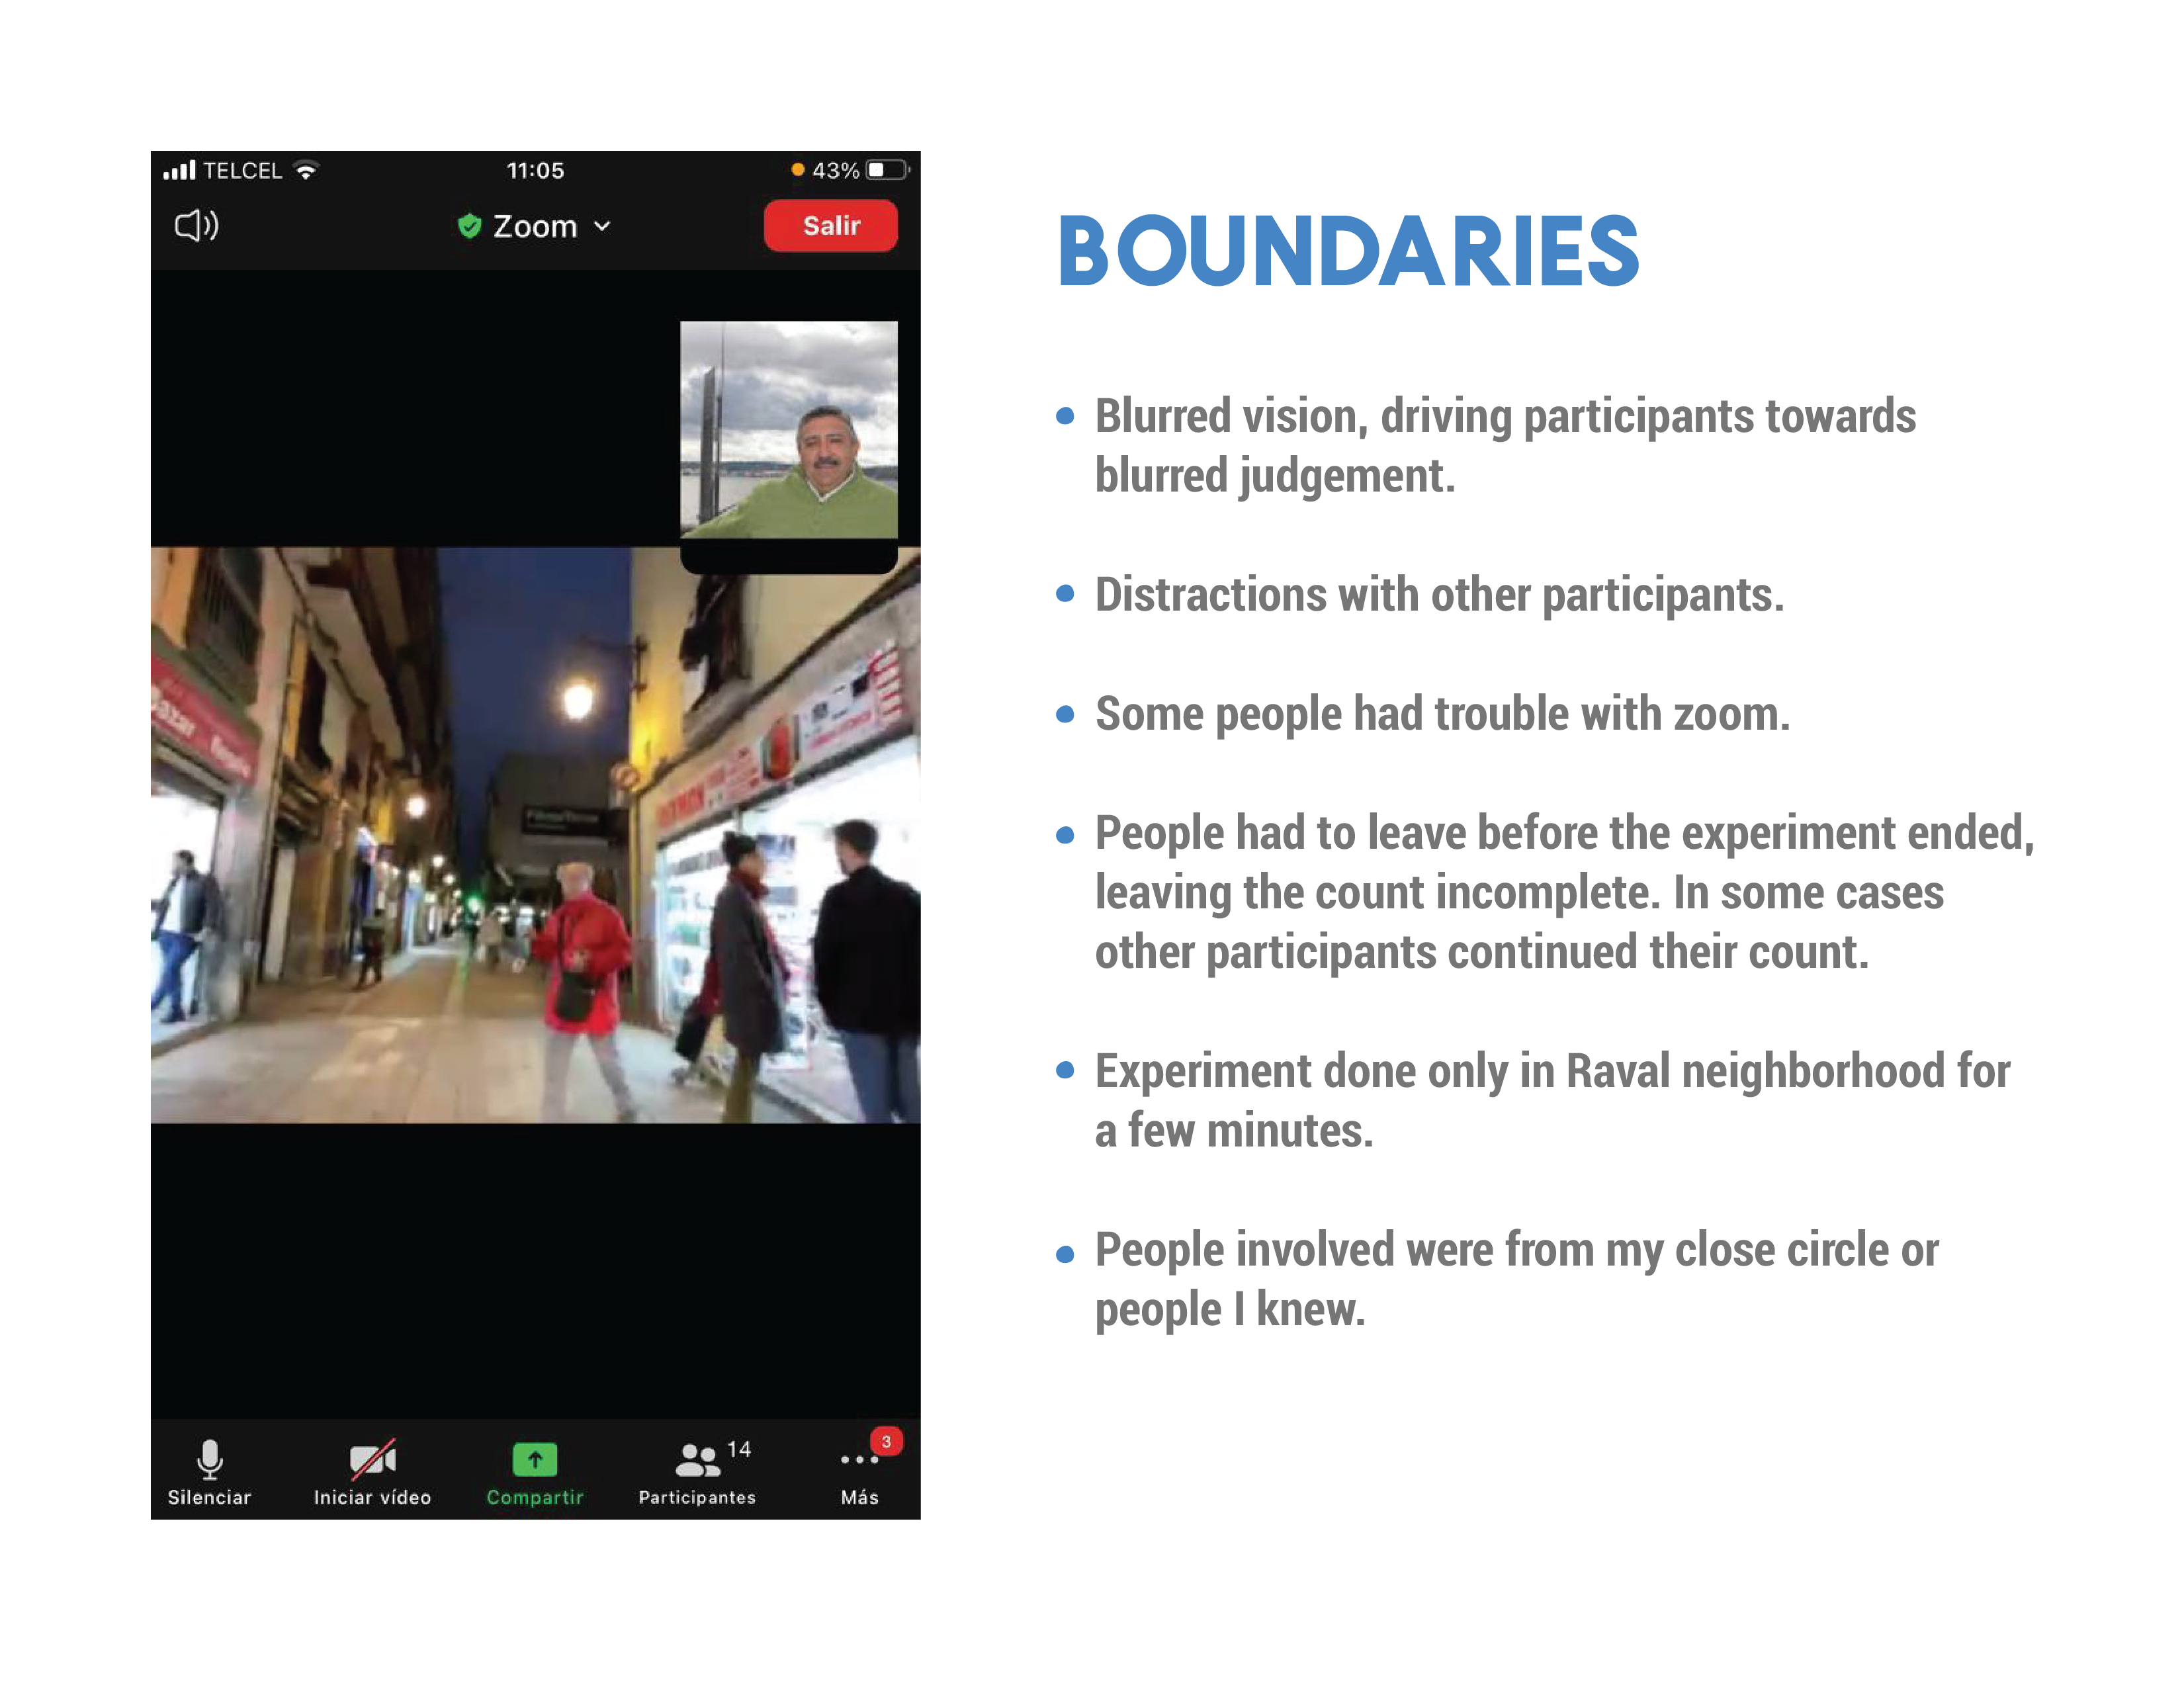 TELCEL
11:05
43%
Zoom
Salir
Bazar
14
3
Silenciar
Iniciar vídeo
Compartir
Participantes
Más
BOUNDARIES
• Blurred vision, driving participants towards
blurred judgement.
• Distractions with other participants.
• Some people had trouble with zoom.
• People had to leave before the experiment ended,
leaving the count incomplete. In some cases
other participants continued their count.
• Experiment done only in Raval neighborhood for
a few minutes.
• People involved were from my close circle or
people I knew.